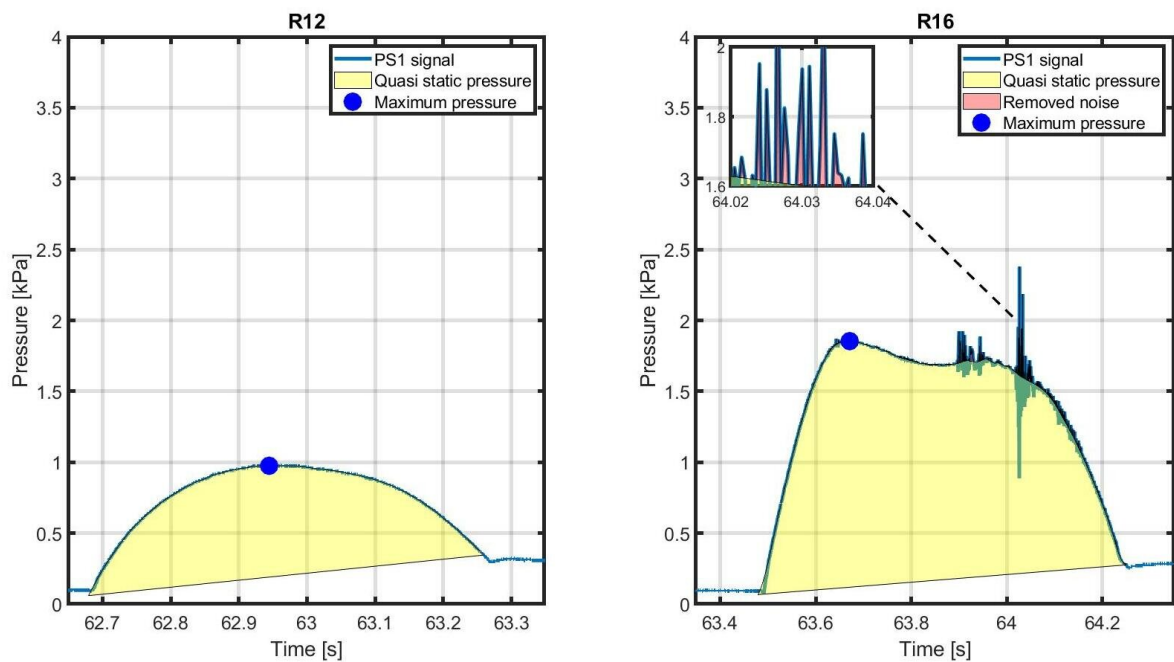 R12
4
3.5
3
2.5
2
1.5
1
0.5
0
Pressure [kPa]
PS1 signal
Quasi static pressure
Maximum pressure
62.7
62.8
62.9
63
63.1
63.2
63.3
Time [s]
R16
4
3.5
3
2.5
2
1.5
1
0.5
0
Pressure [kPa]
2
1.8
1.6
64.02
64.03
64.04
PS1 signal
Quasi static pressure
Removed noise
Maximum pressure
63.4
63.6
63.8
64
64.2
Time [s]